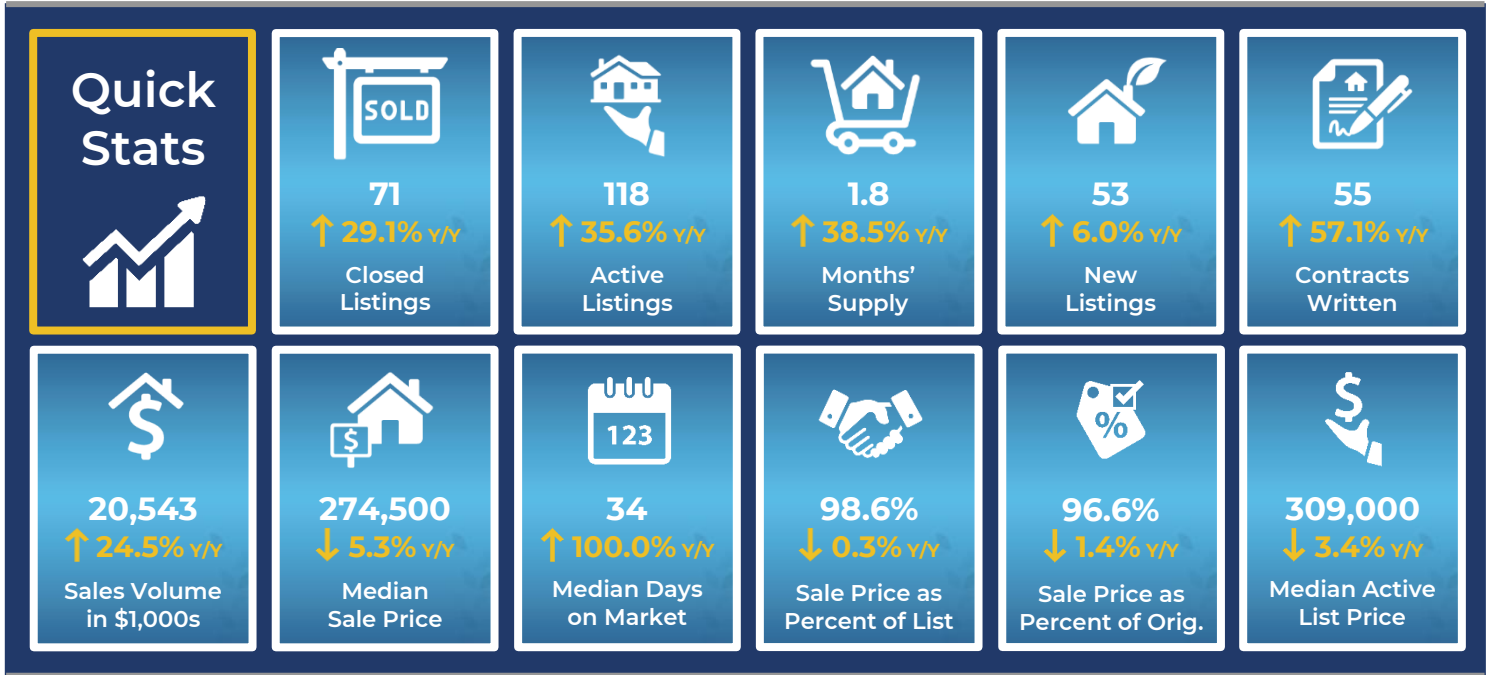 Quick
Stats
SOLD
71
↑ 29.1% Y/Y
Closed
Listings
118
↑ 35.6% Y/Y
Active
Listings
1.8
↑ 38.5% Y/Y
Months’
Supply
53
↑ 6.0% Y/Y
New
Listings
55
↑ 57.1% Y/Y
Contracts
Written
$
20,543
↑ 24.5% Y/Y
Sales Volume
in $1,000s
$
274,500
↓ 5.3% Y/Y
Median
Sale Price
123
34
↑ 100.0% Y/Y
Median Days
on Market
98.6%
↓ 0.3% Y/Y
Sale Price as
Percent of List
%
96.6%
↓ 1.4% Y/Y
Sale Price as
Percent of Orig.
$
309,000
↓ 3.4% Y/Y
Median Active
List Price